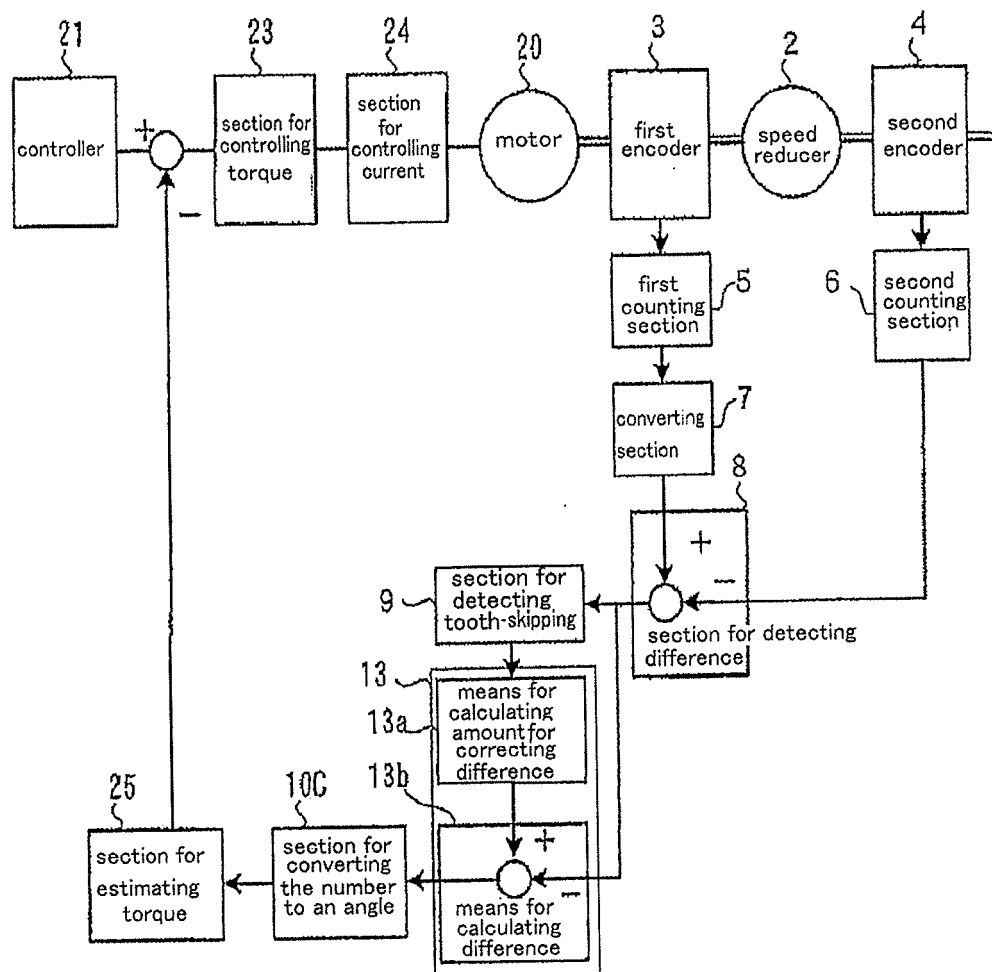 21
23
24
20
3
2
4
controller
+
−
section for
controlling
torque
section
for
controlling
current
motor
first
encoder
speed
reducer
second
encoder
first
counting
section
5
6
second
counting
section
converting
section
7
8
+
−
section for detecting
difference
9
section for
detecting
tooth-skipping
13
13a
means for
calculating
amount for
correcting
difference
13b
+
−
means for
calculating
difference
10C
section for
converting
the number
to an angle
25
section for
estimating
torque